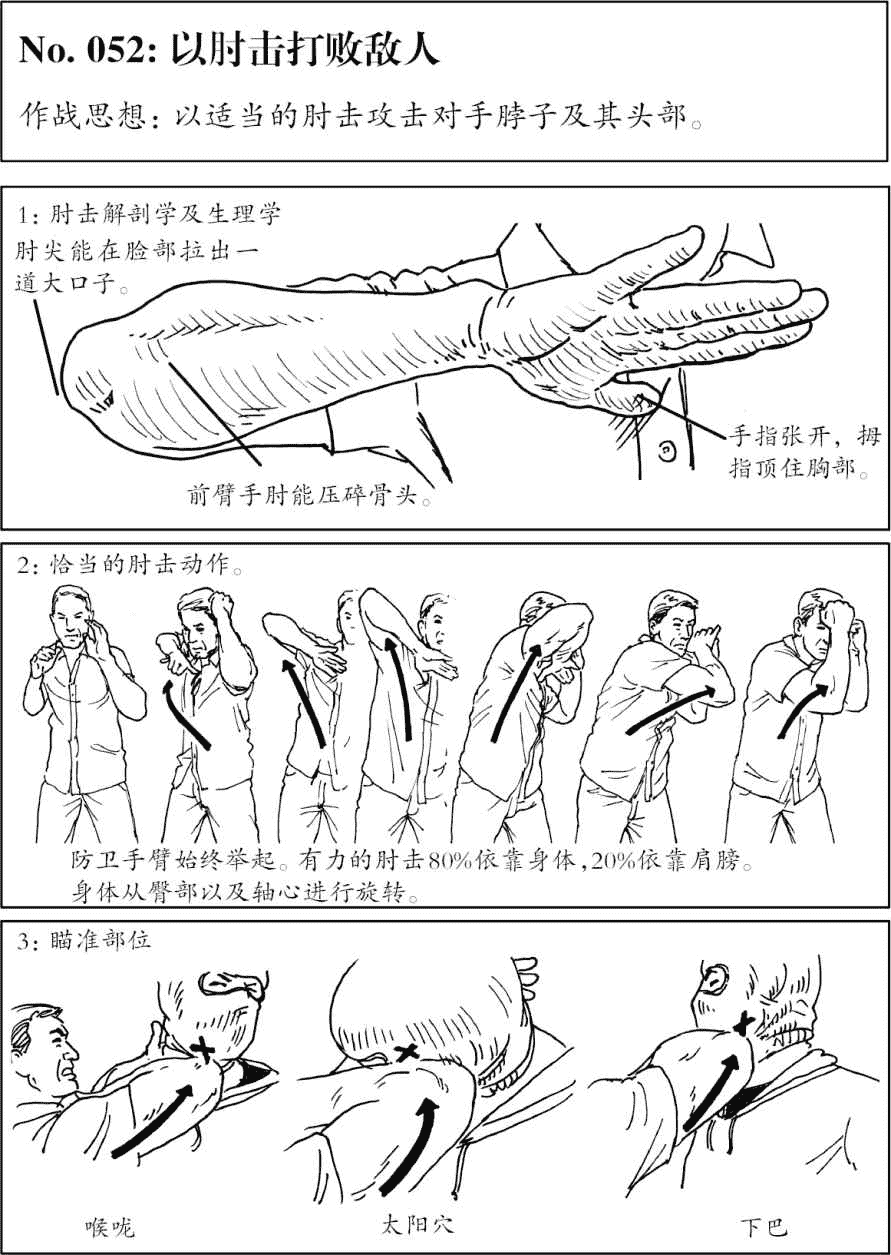 No. 052: 以肘击打败敌人
作战思想: 以适当的肘击攻击对手脖子及其头部。
1: 肘击解剖学及生理学
肘尖能在脸部拉出一
道大口子。
手指张开, 拇
指顶住胸部。
前臂手肘能压碎骨头。
2: 恰当的肘击动作。
防卫手臂始终举起。有力的肘击80%依靠身体,20%依靠肩膀。
身体从臀部以及轴心进行旋转。
3: 瞄准部位
喉咙
太阳穴
下巴